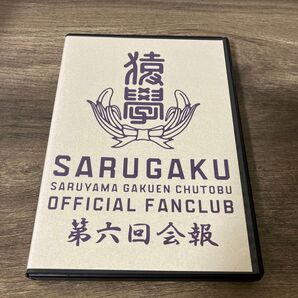 猿學
SARUGAKU
SARUYAMA GAKUEN CHUTOBU
OFFICIAL FANCLUB
第六回会報